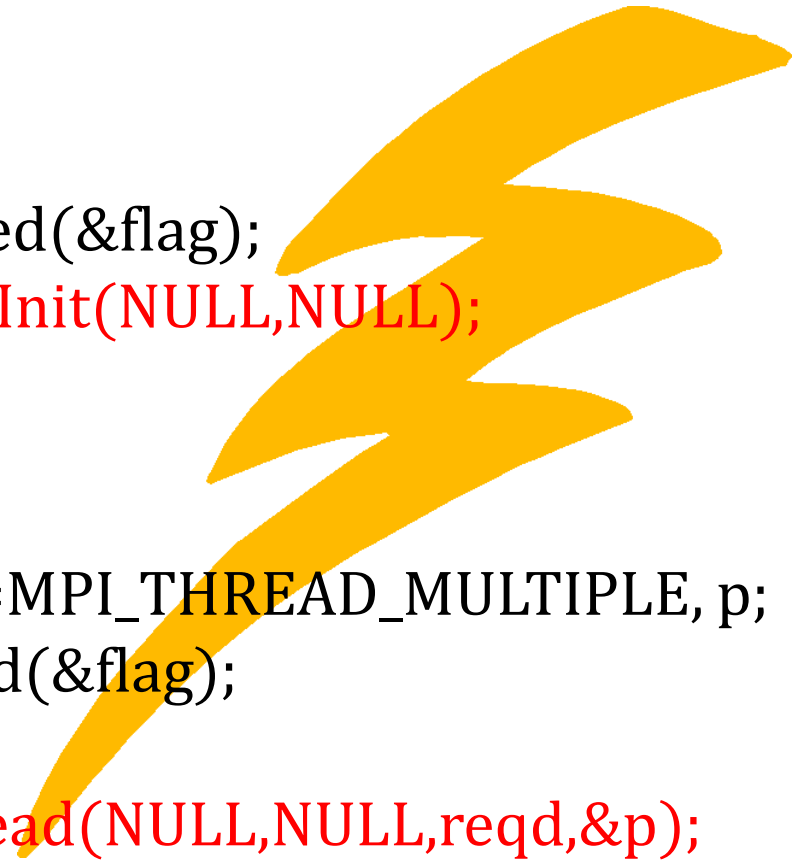 ed(&flag);
Init(NULL,NULL);
=MPI_THREAD_MULTIPLE, p;
d(&flag);
ead(NULL,NULL,reqd,&p);